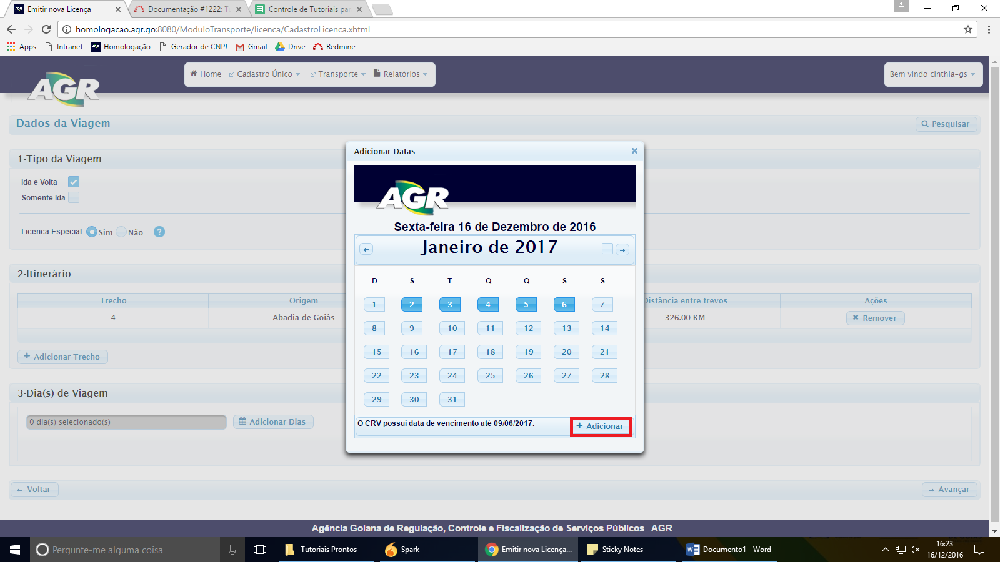 Emitir nova Licença
Documentação #1222: Tu
Controle de Tutoriais par
homologacao.agr.go:8080/ModuloTransporte/licenca/CadastroLicenca.xhtml
Apps Intranet AGR Homologação Gerador de CNPJ Gmail Drive Redmine
AGR
Home Cadastro Único Transporte Relatórios
Bem vindo cinthia-gs
Dados da Viagem
Pesquisar
1-Tipo da Viagem
Ida e Volta
Somente Ida
Licenca Especial Sim Não ?
2-Itinerário
Trecho Origem Distância entre trevos Ações
4 Abadia de Goiás 326.00 KM Remover
Adicionar Trecho
3-Dia(s) de Viagem
0 dia(s) selecionado(s) Adicionar Dias
Voltar
Avançar
Adicionar Datas
AGR
Sexta-feira 16 de Dezembro de 2016
Janeiro de 2017
D S T Q Q S S
1 2 3 4 5 6 7
8 9 10 11 12 13 14
15 16 17 18 19 20 21
22 23 24 25 26 27 28
29 30 31
O CRV possui data de vencimento até 09/06/2017.
Adicionar
Agência Goiana de Regulação, Controle e Fiscalização de Serviços Públicos AGR
Pergunte-me alguma coisa
Tutoriais Prontos
Spark
Emitir nova Licença...
Sticky Notes
Documento1 - Word
16:23
16/12/2016